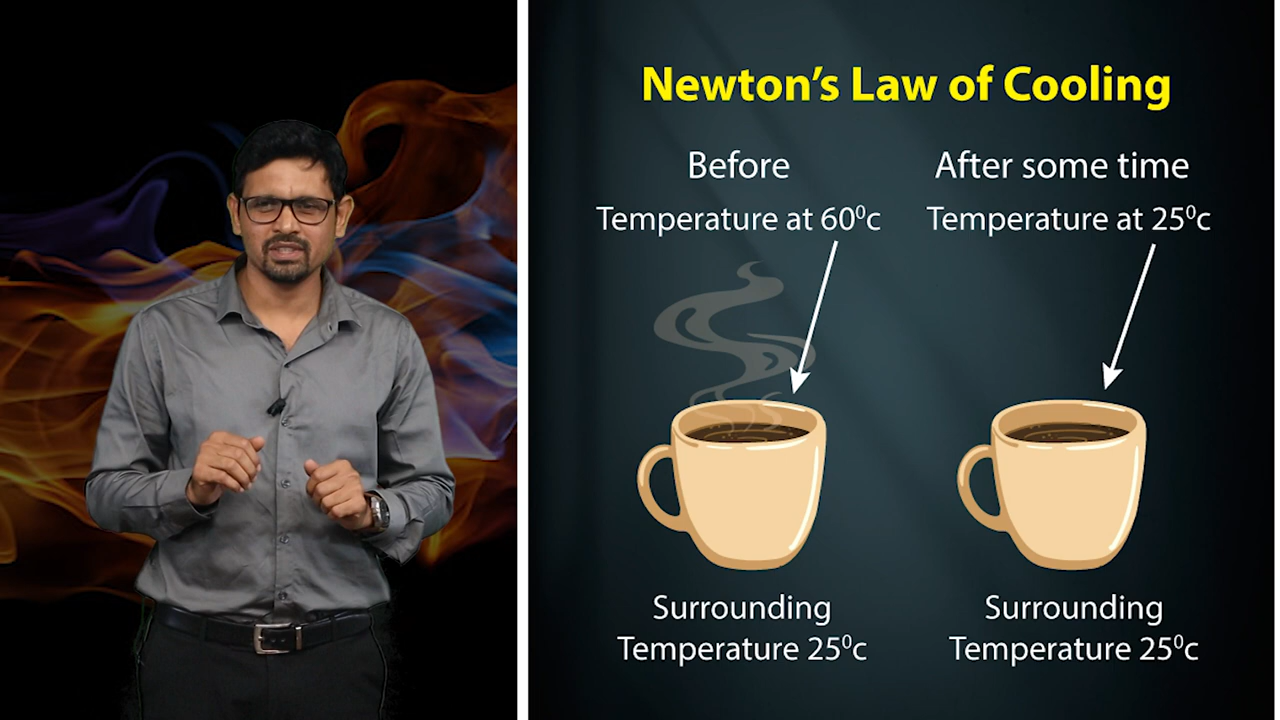 Newton's Law of Cooling
Before
Temperature at 60⁰c
After some time
Temperature at 25⁰c
Surrounding
Temperature 25⁰c
Surrounding
Temperature 25⁰c